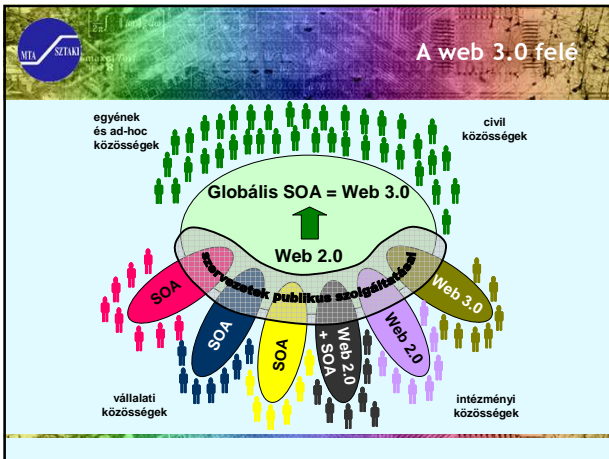 MTA
SZTAKI
A web 3.0 felé
egyének
és ad-hoc
közösségek
civil
közösségek
Globális SOA = Web 3.0
Web 2.0
szervezetek publikus szolgáltatásai
SOA
SOA
SOA
Web 2.0
+ SOA
Web 2.0
Web 3.0
vállalati
közösségek
intézményi
közösségek